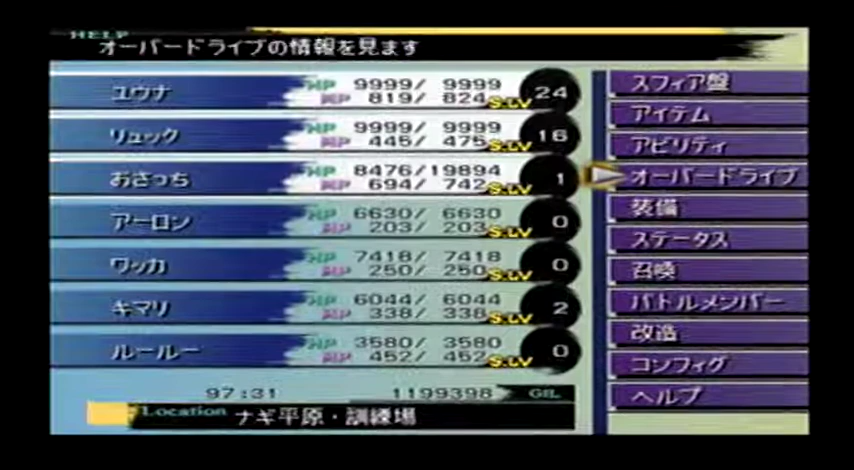 HELP
オーバードライブの情報を見ます
ユウナ HP 9999/ 9999 MP 819/ 824 S.LV 24
リュック HP 9999/ 9999 MP 445/ 475 S.LV 16
おさっち HP 8476/19894 MP 694/ 742 S.LV 1
アーロン HP 6630/ 6630 MP 203/ 203 S.LV 0
ワッカ HP 7418/ 7418 MP 250/ 250 S.LV 0
キマリ HP 6044/ 6044 MP 338/ 338 S.LV 2
ルールー HP 3580/ 3580 MP 452/ 452 S.LV 0
97:31 1199398 GIL
Location ナギ平原・訓練場
スフィア盤
アイテム
アビリティ
オーバードライブ
装備
ステータス
召喚
バトルメンバー
改造
コンフィグ
ヘルプ